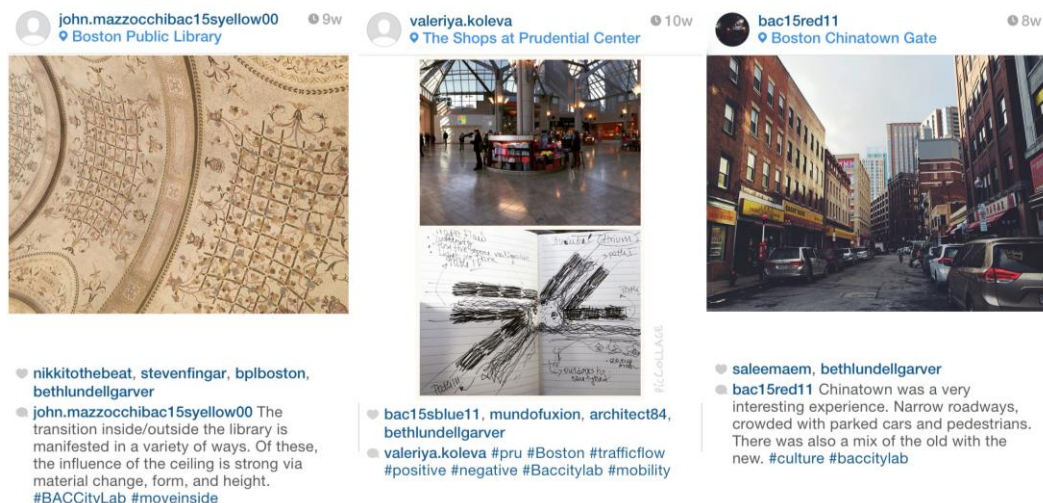 john.mazzocchibac15syellow00 9w
Boston Public Library
nikkitothebeat, stevenfingar, bplboston,
bethlundellgarver
john.mazzocchibac15syellow00 The
transition inside/outside the library is
manifested in a variety of ways. Of these,
the influence of the ceiling is strong via
material change, form, and height.
#BACCityLab #moveinside
valeriya.koleva 10w
The Shops at Prudential Center
PicCOLLAGE
bac15sblue11, mundofuxion, architect84,
bethlundellgarver
valeriya.koleva #pru #Boston #trafficflow
#positive #negative #Baccitylab #mobility
bac15red11 8w
Boston Chinatown Gate
saleemaem, bethlundellgarver
bac15red11 Chinatown was a very
interesting experience. Narrow roadways,
crowded with parked cars and pedestrians.
There was also a mix of the old with the
new. #culture #baccitylab